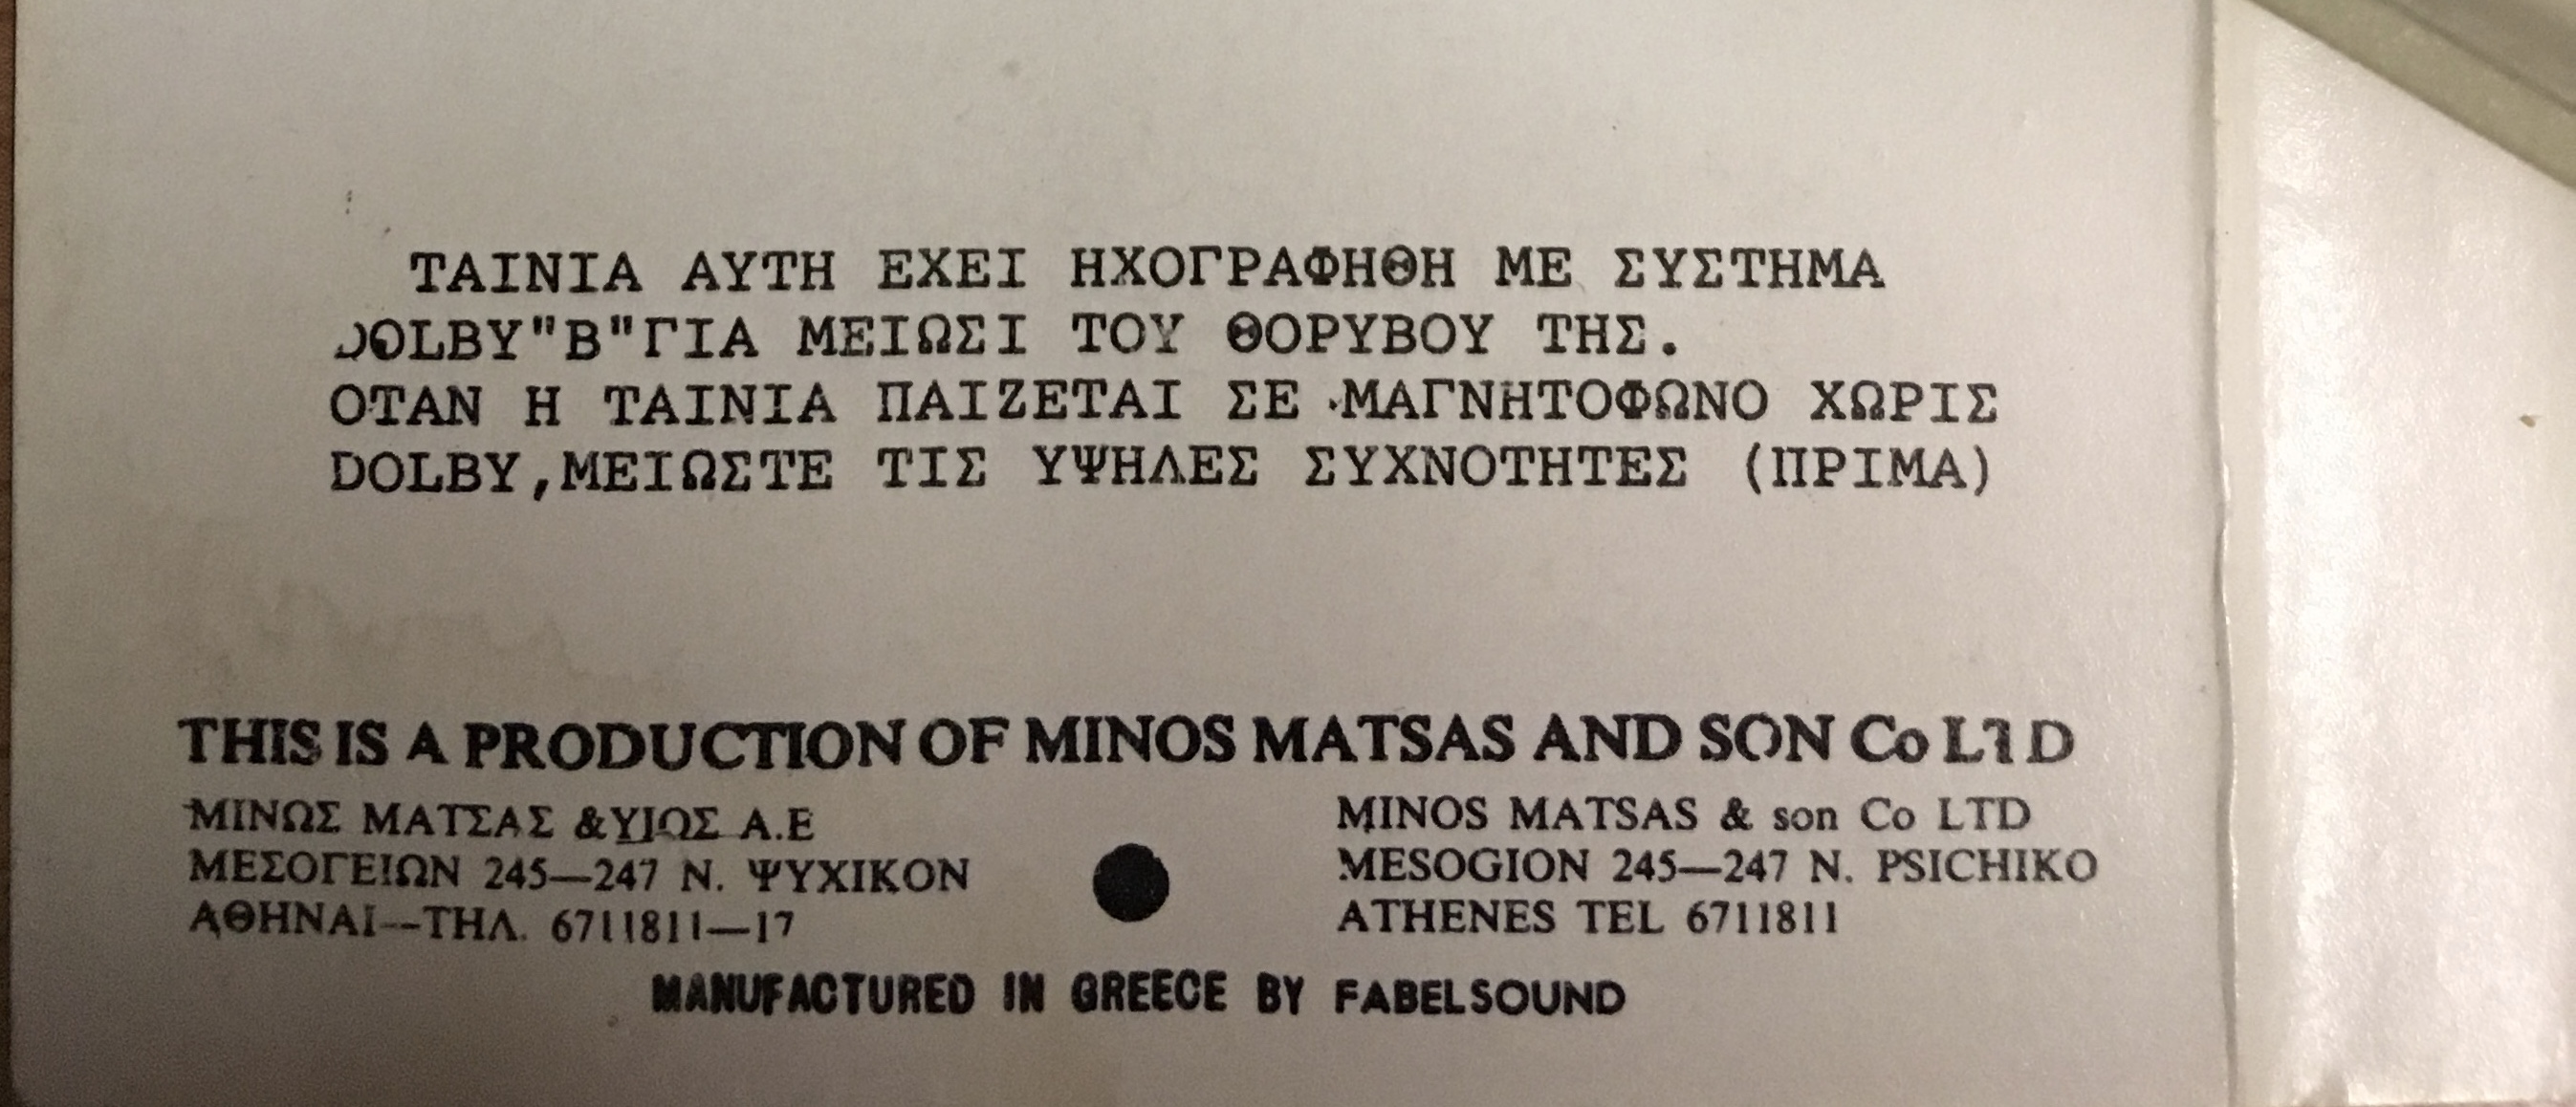 ΤΑΙΝΙΑ ΑΥΤΗ ΕΧΕΙ ΗΧΟΓΡΑΦΗΘΗ ΜΕ ΣΥΣΤΗΜΑ
DOLBY"B"ΓΙΑ ΜΕΙΩΣΙ ΤΟΥ ΘΟΡΥΒΟΥ ΤΗΣ.
ΟΤΑΝ Η ΤΑΙΝΙΑ ΠΑΙΖΕΤΑΙ ΣΕ ΜΑΓΝΗΤΟΦΩΝΟ ΧΩΡΙΣ
DOLBY,ΜΕΙΩΣΤΕ ΤΙΣ ΥΨΗΛΕΣ ΣΥΧΝΟΤΗΤΕΣ (ΠΡΙΜΑ)
THIS IS A PRODUCTION OF MINOS MATSAS AND SON Co LTD
ΜΙΝΩΣ ΜΑΤΣΑΣ &ΥΙΟΣ Α.Ε
ΜΕΣΟΓΕΙΩΝ 245—247 Ν. ΨΥΧΙΚΟΝ
ΑΘΗΝΑΙ—ΤΗΛ. 6711811—17
MINOS MATSAS & son Co LTD
MESOGION 245—247 N. PSICHIKO
ATHENES TEL 6711811
MANUFACTURED IN GREECE BY FABELSOUND